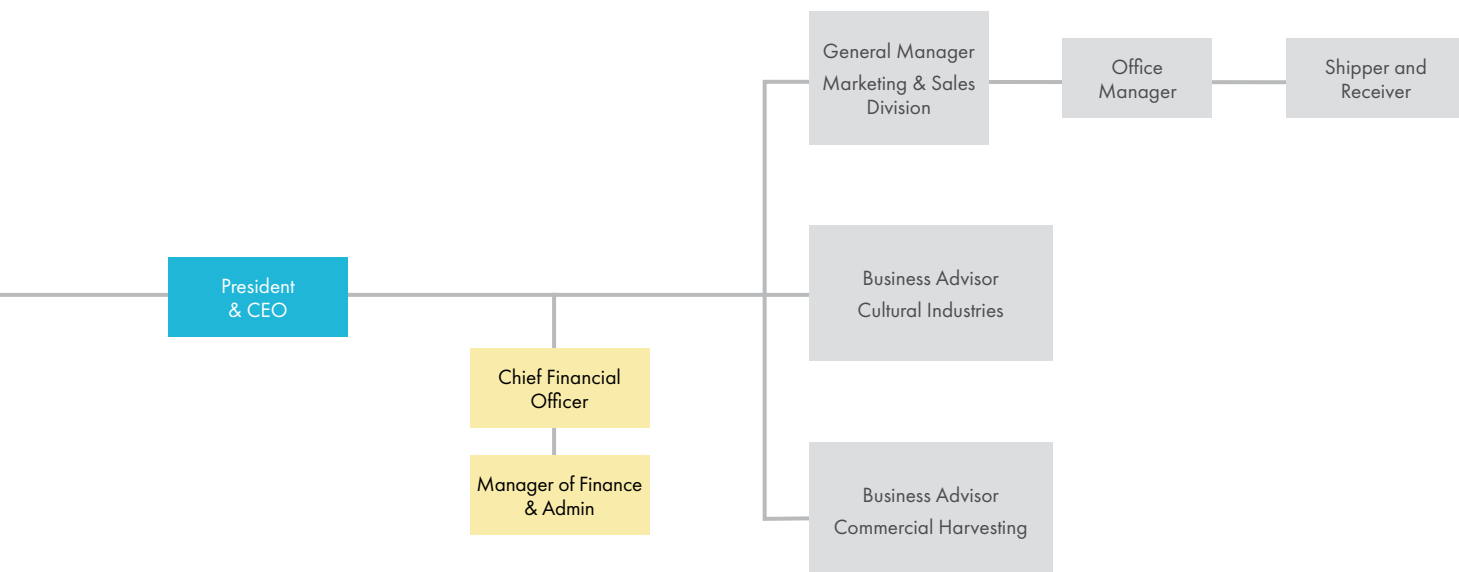 General Manager
Marketing & Sales
Division
Office
Manager
Shipper and
Receiver
President
& CEO
Business Advisor
Cultural Industries
Chief Financial
Officer
Manager of Finance
& Admin
Business Advisor
Commercial Harvesting